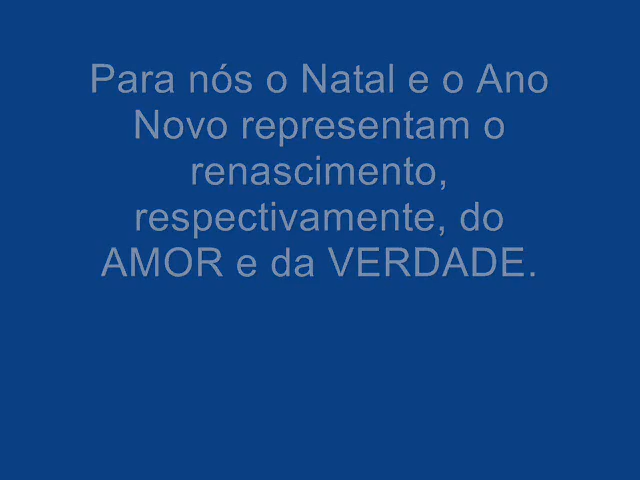 Para nós o Natal e o Ano
Novo representam o
renascimento,
respectivamente, do
AMOR e da VERDADE.